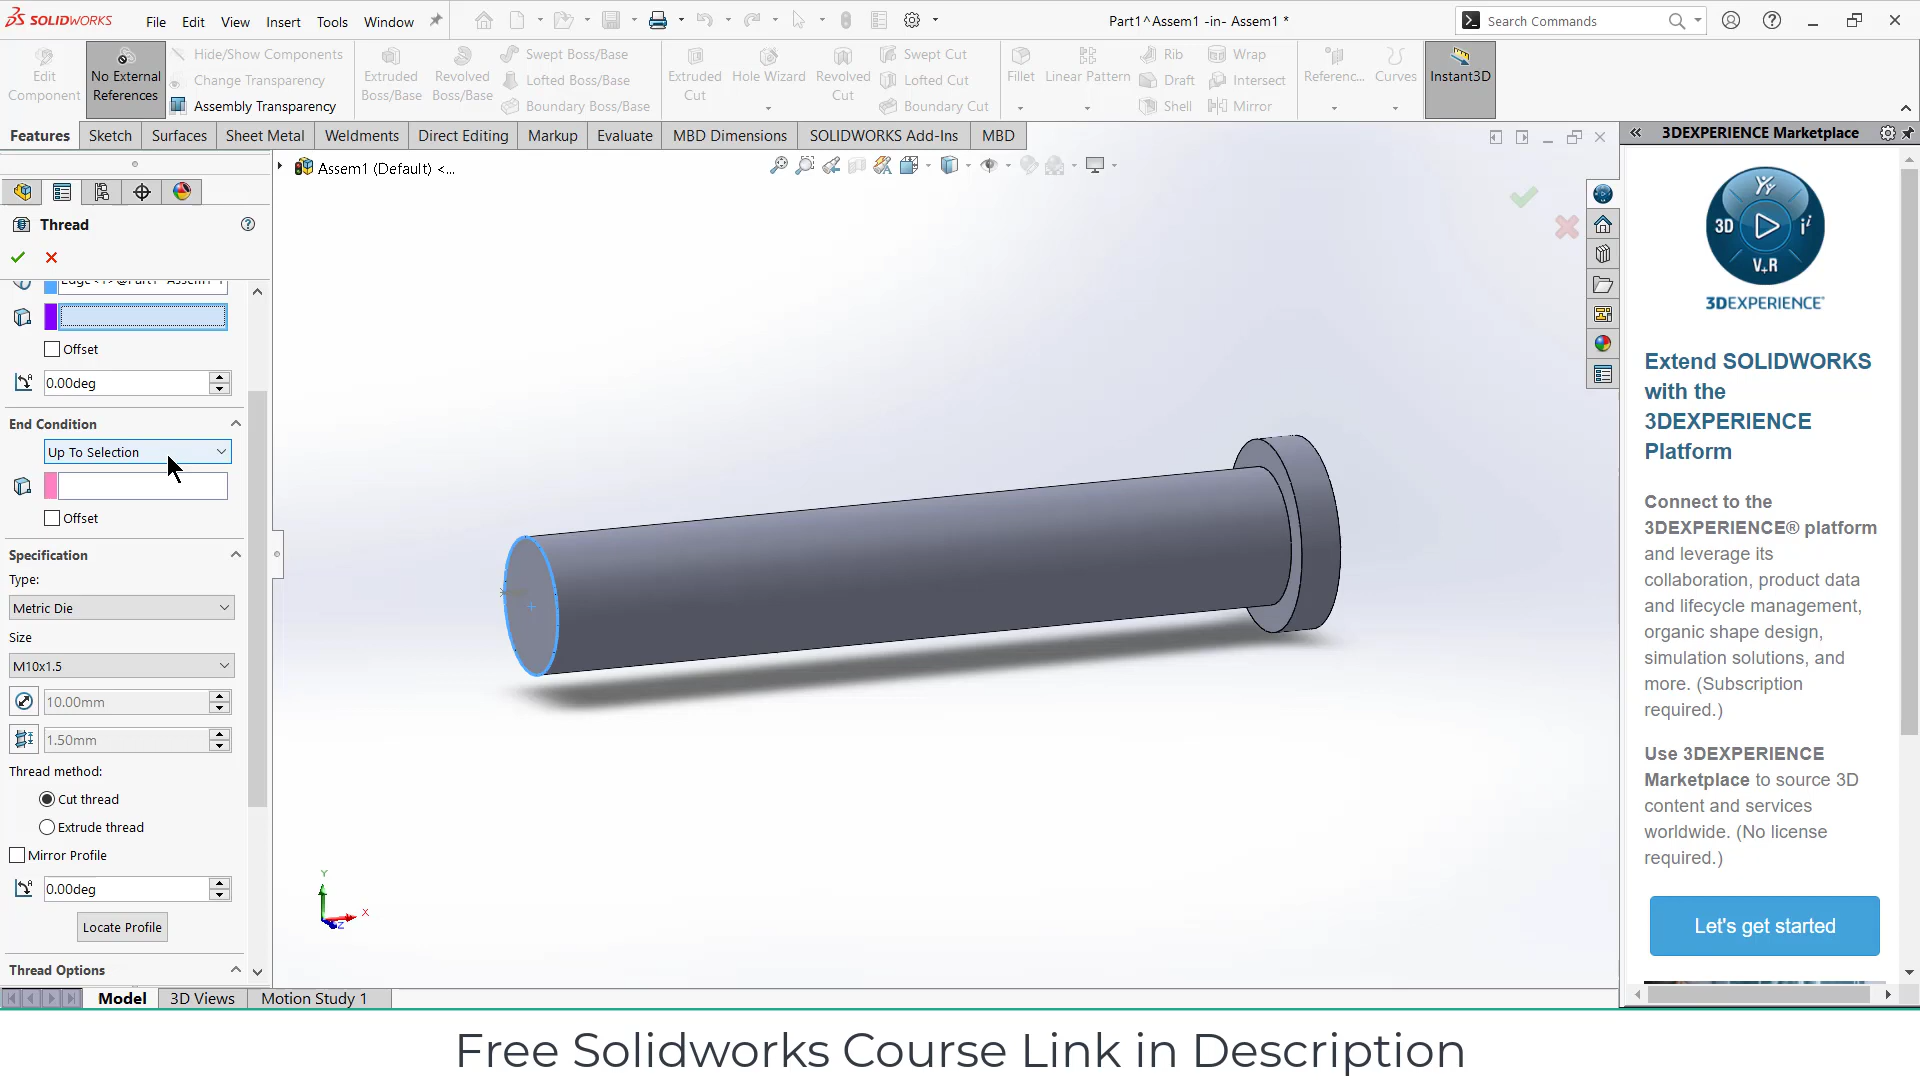 SOLIDWORKS
File Edit View Insert Tools Window
Part1^Assem1 -in- Assem1 *
Search Commands
Edit Component
No External References
Hide/Show Components
Change Transparency
Assembly Transparency
Extruded Boss/Base
Revolved Boss/Base
Swept Boss/Base
Lofted Boss/Base
Boundary Boss/Base
Extruded Cut
Hole Wizard
Revolved Cut
Swept Cut
Lofted Cut
Boundary Cut
Fillet
Linear Pattern
Rib
Draft
Shell
Wrap
Intersect
Mirror
Referenc...
Curves
Instant3D
Features Sketch Surfaces Sheet Metal Weldments Direct Editing Markup Evaluate MBD Dimensions SOLIDWORKS Add-Ins MBD
3DEXPERIENCE Marketplace
Assem1 (Default) <...
Thread
Offset
0.00deg
End Condition
Up To Selection
Offset
Specification
Type:
Metric Die
Size
M10x1.5
10.00mm
1.50mm
Thread method:
Cut thread
Extrude thread
Mirror Profile
0.00deg
Locate Profile
Thread Options
Y
X
Z
3D
V+R
3DEXPERIENCE
Extend SOLIDWORKS
with the
3DEXPERIENCE
Platform
Connect to the
3DEXPERIENCE® platform
and leverage its
collaboration, product data
and lifecycle management,
organic shape design,
simulation solutions, and
more. (Subscription
required.)
Use 3DEXPERIENCE
Marketplace to source 3D
content and services
worldwide. (No license
required.)
Let's get started
Model 3D Views Motion Study 1
Free Solidworks Course Link in Description